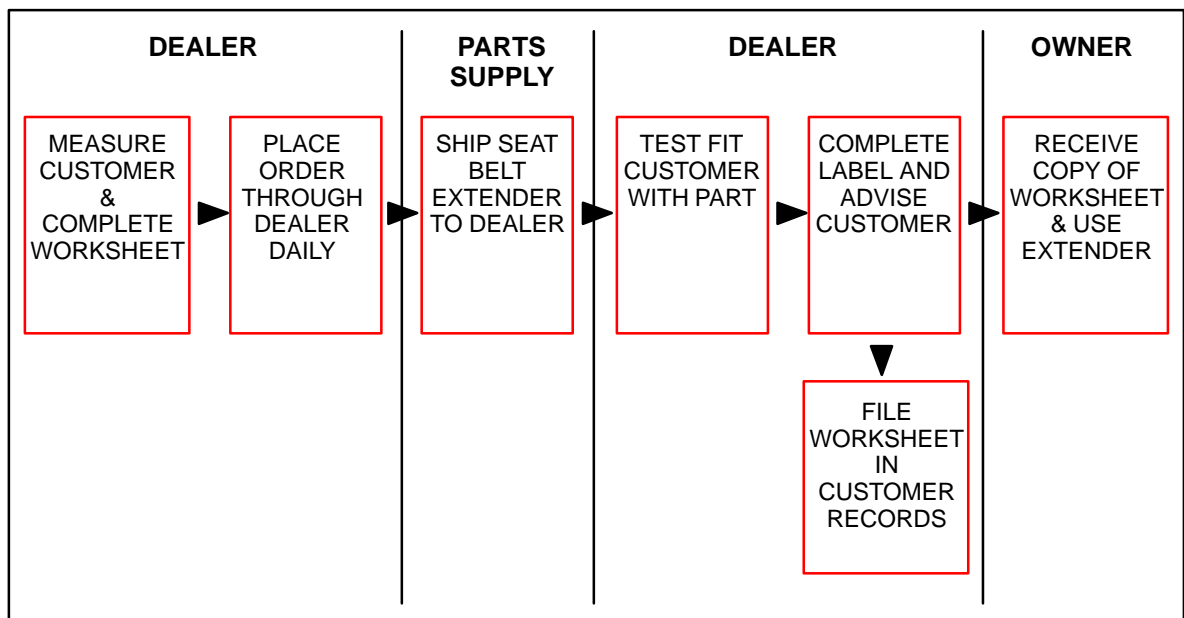 DEALER
PARTS
SUPPLY
DEALER
OWNER
MEASURE
CUSTOMER
&
COMPLETE
WORKSHEET
PLACE
ORDER
THROUGH
DEALER
DAILY
SHIP SEAT
BELT
EXTENDER
TO DEALER
TEST FIT
CUSTOMER
WITH PART
COMPLETE
LABEL AND
ADVISE
CUSTOMER
RECEIVE
COPY OF
WORKSHEET
& USE
EXTENDER
FILE
WORKSHEET
IN
CUSTOMER
RECORDS